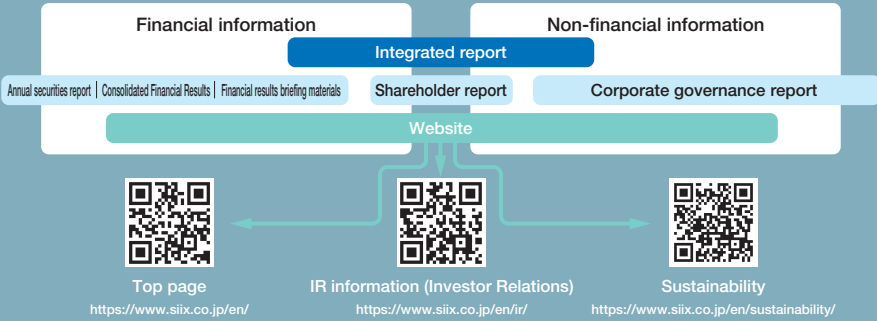 Financial information
Non-financial information
Integrated report
Annual securities report | Consolidated Financial Results | Financial results briefing materials
Shareholder report
Corporate governance report
Website
Top page
https://www.siix.co.jp/en/
IR information (Investor Relations)
https://www.siix.co.jp/en/ir/
Sustainability
https://www.siix.co.jp/en/sustainability/